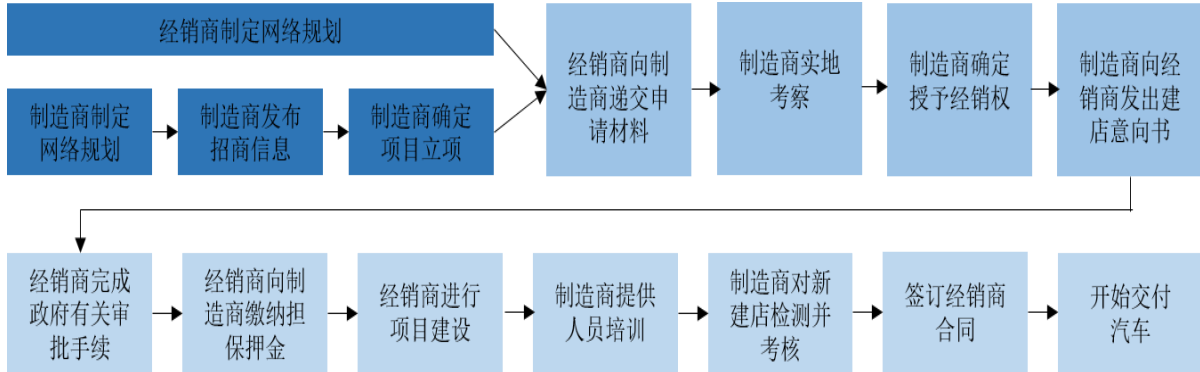 经销商制定网络规划
制造商制定
网络规划
制造商发布
招商信息
制造商确定
项目立项
经销商向制
造商递交申
请材料
制造商实地
考察
制造商确定
授予经销权
制造商向经
销商发出建
店意向书
经销商完成
政府有关审
批手续
经销商向制
造商缴纳担
保押金
经销商进行
项目建设
制造商提供
人员培训
制造商对新
建店检测并
考核
签订经销商
合同
开始交付
汽车